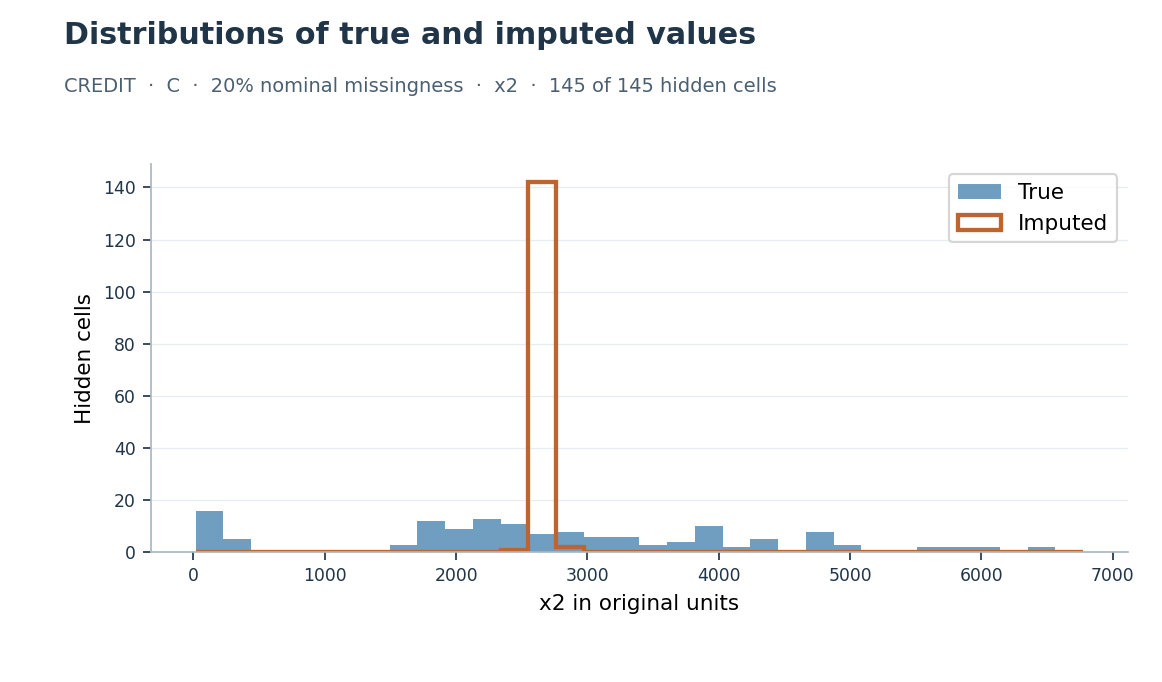 Distributions of true and imputed values
CREDIT · C · 20% nominal missingness · x2 · 145 of 145 hidden cells
True
Imputed
Hidden cells
140
120
100
80
60
40
20
0
0 1000 2000 3000 4000 5000 6000 7000
x2 in original units